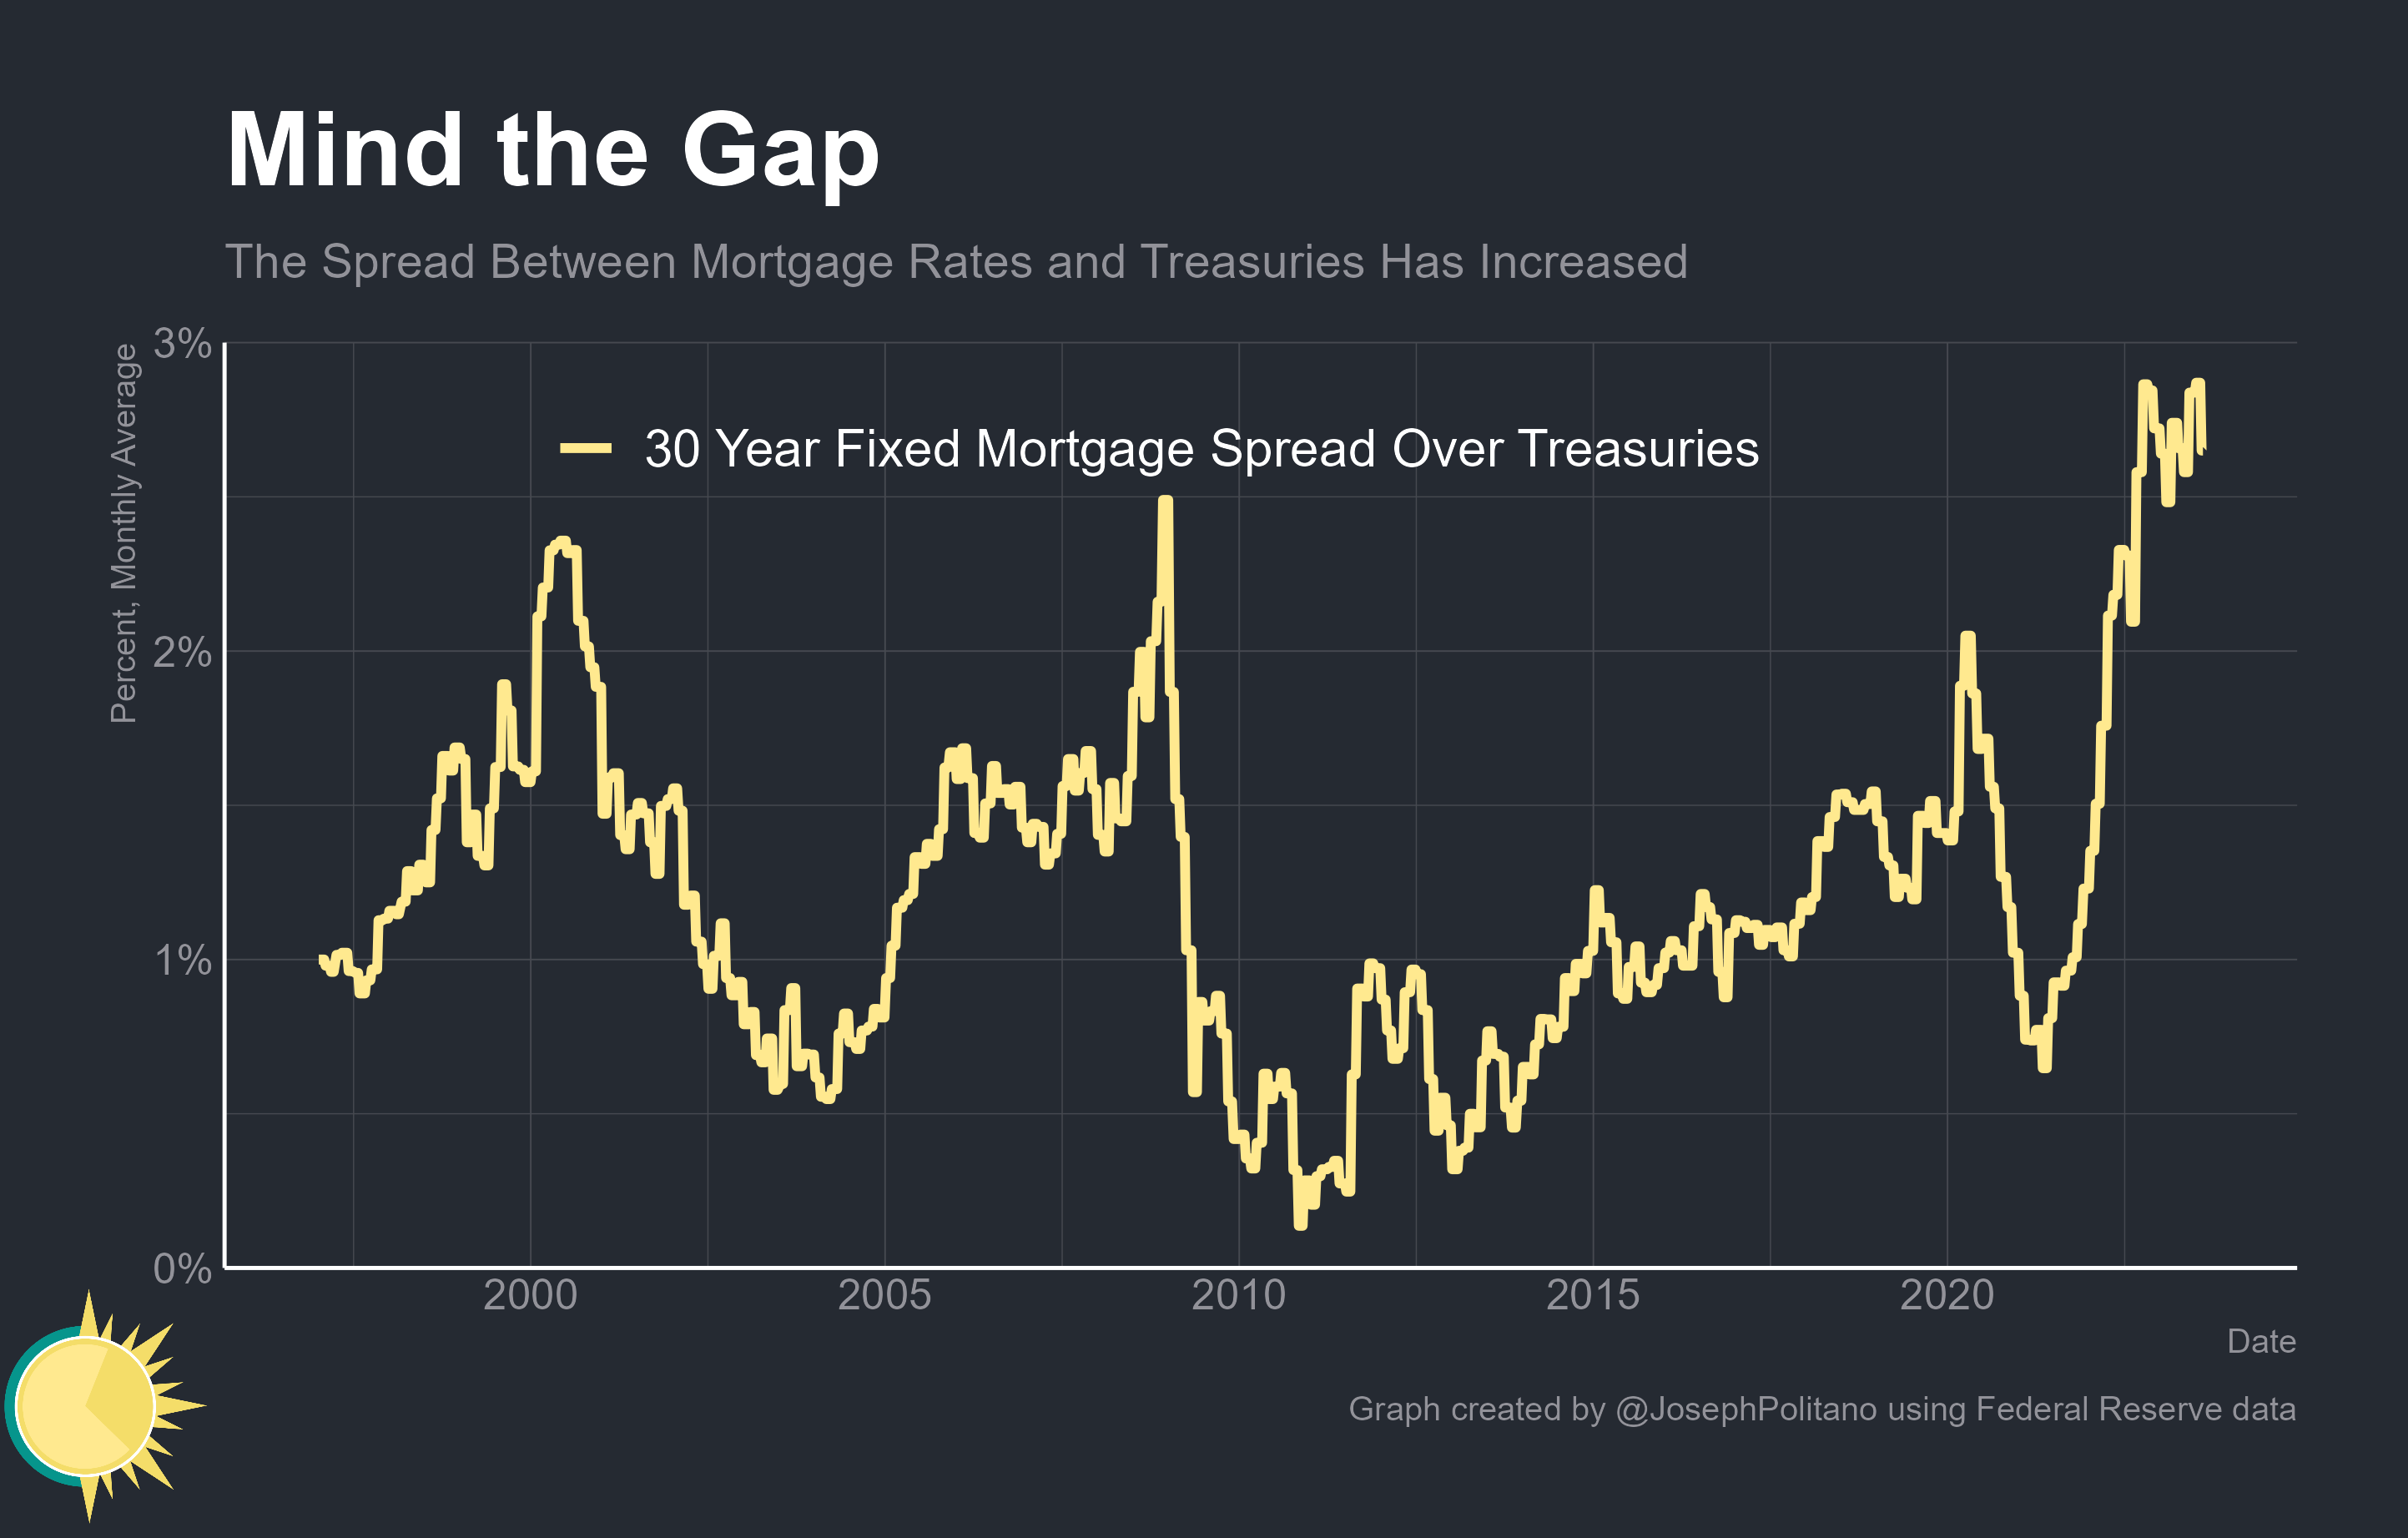 Mind the Gap
The Spread Between Mortgage Rates and Treasuries Has Increased
Percent, Monthly Average
3%
2%
1%
0%
30 Year Fixed Mortgage Spread Over Treasuries
2000
2005
2010
2015
2020
Date
Graph created by @JosephPolitano using Federal Reserve data